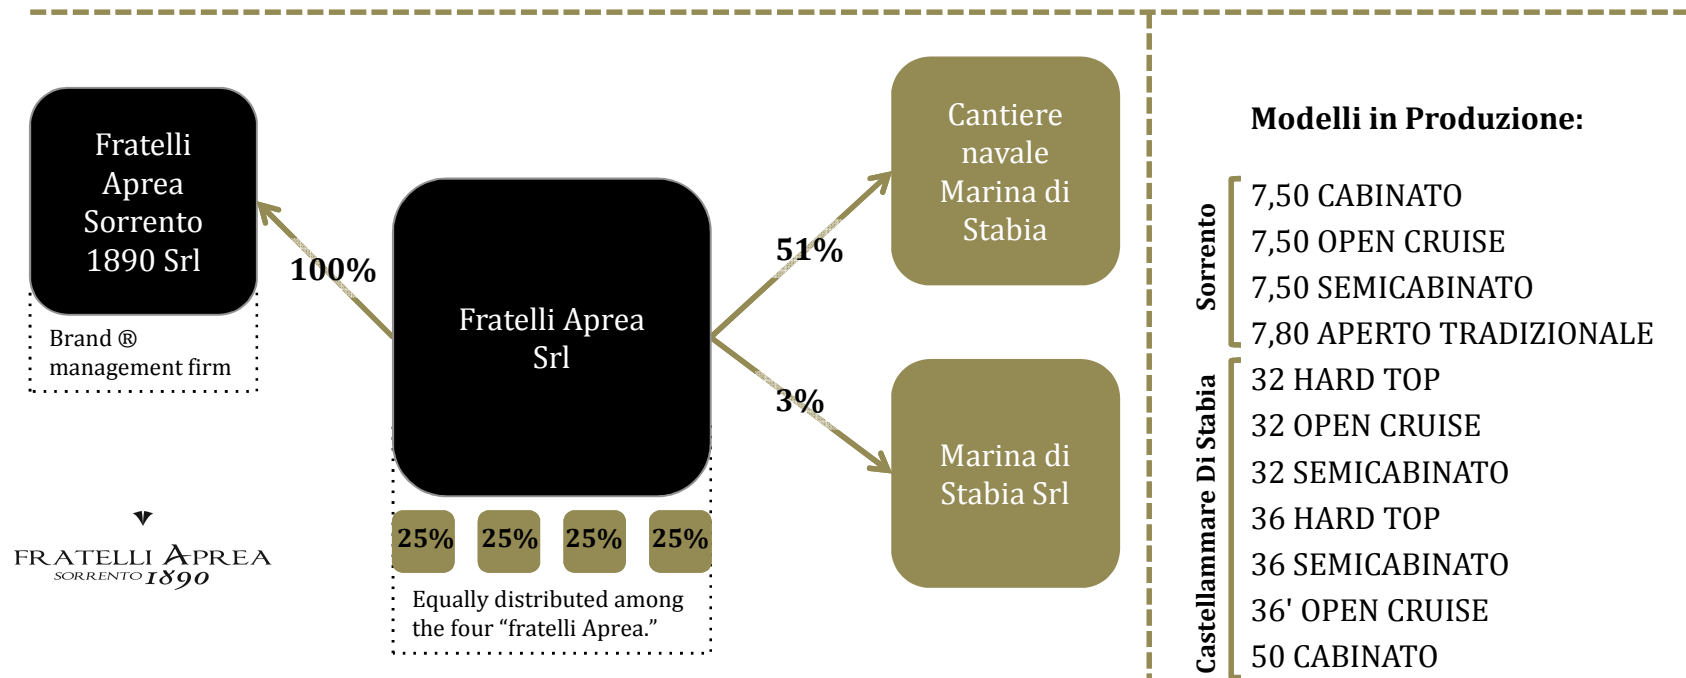 Fratelli
Aprea
Sorrento
1890 Srl
Brand ®
management firm
100%
Fratelli Aprea
Srl
25% 25% 25% 25%
Equally distributed among
the four “fratelli Aprea.”
51%
3%
Cantiere
navale
Marina di
Stabia
Marina di
Stabia Srl
FRATELLI APREA
SORRENTO 1890
Modelli in Produzione:
Sorrento
7,50 CABINATO
7,50 OPEN CRUISE
7,50 SEMICABINATO
7,80 APERTO TRADIZIONALE
Castellammare Di Stabia
32 HARD TOP
32 OPEN CRUISE
32 SEMICABINATO
36 HARD TOP
36 SEMICABINATO
36' OPEN CRUISE
50 CABINATO